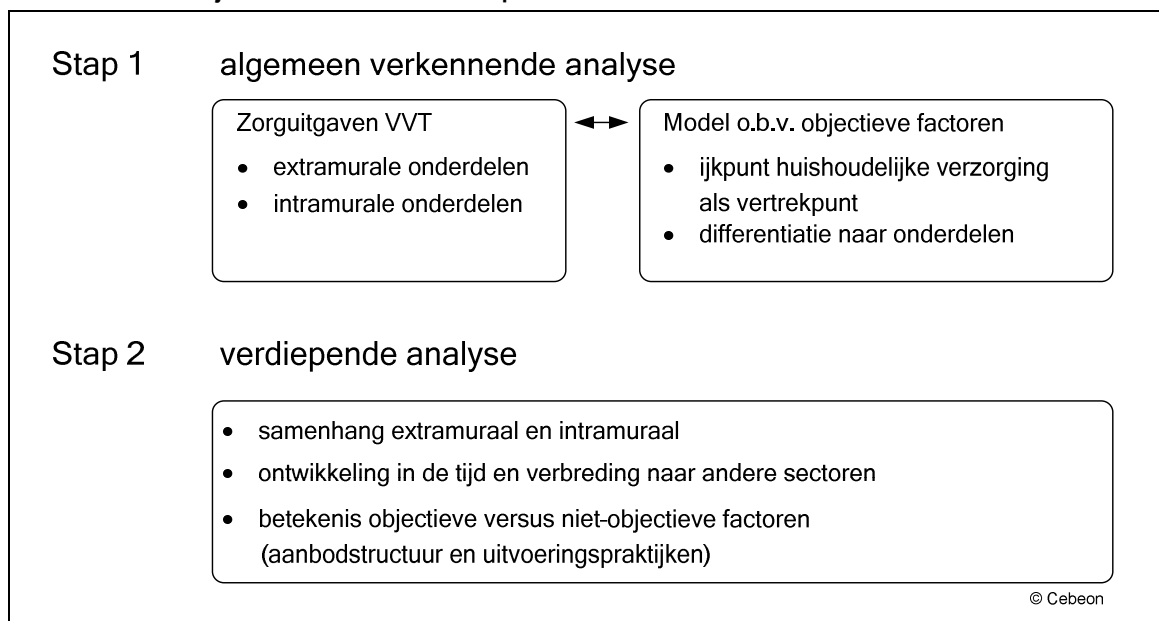 Stap 1 algemeen verkennende analyse
Zorguitgaven VVT
• extramurale onderdelen
• intramurale onderdelen
Model o.b.v. objectieve factoren
• ijkpunt huishoudelijke verzorging
als vertrekpunt
• differentiatie naar onderdelen
Stap 2 verdiepende analyse
• samenhang extramuraal en intramuraal
• ontwikkeling in de tijd en verbreding naar andere sectoren
• betekenis objectieve versus niet-objectieve factoren
(aanbodstructuur en uitvoeringspraktijken)
© Cebeon